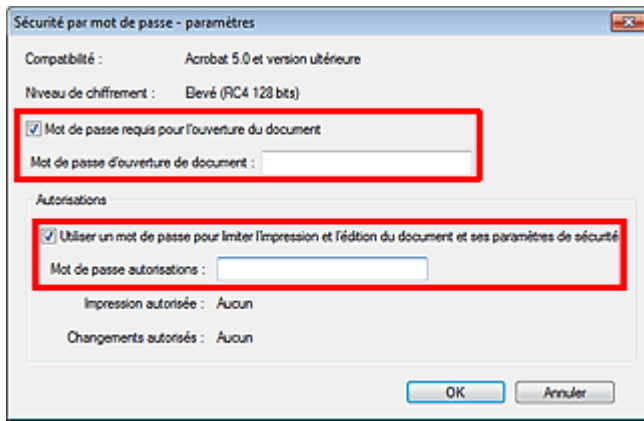 Sécurité par mot de passe - paramètres
Compatibilité : Acrobat 5.0 et version ultérieure
Niveau de chiffrement : Elevé (RC4 128 bits)
Mot de passe requis pour l'ouverture du document
Mot de passe d'ouverture de document :
Autorisations
Utiliser un mot de passe pour limiter l'impression et l'édition du document et ses paramètres de sécurité
Mot de passe autorisations :
Impression autorisée : Aucun
Changements autorisés : Aucun
OK Annuler